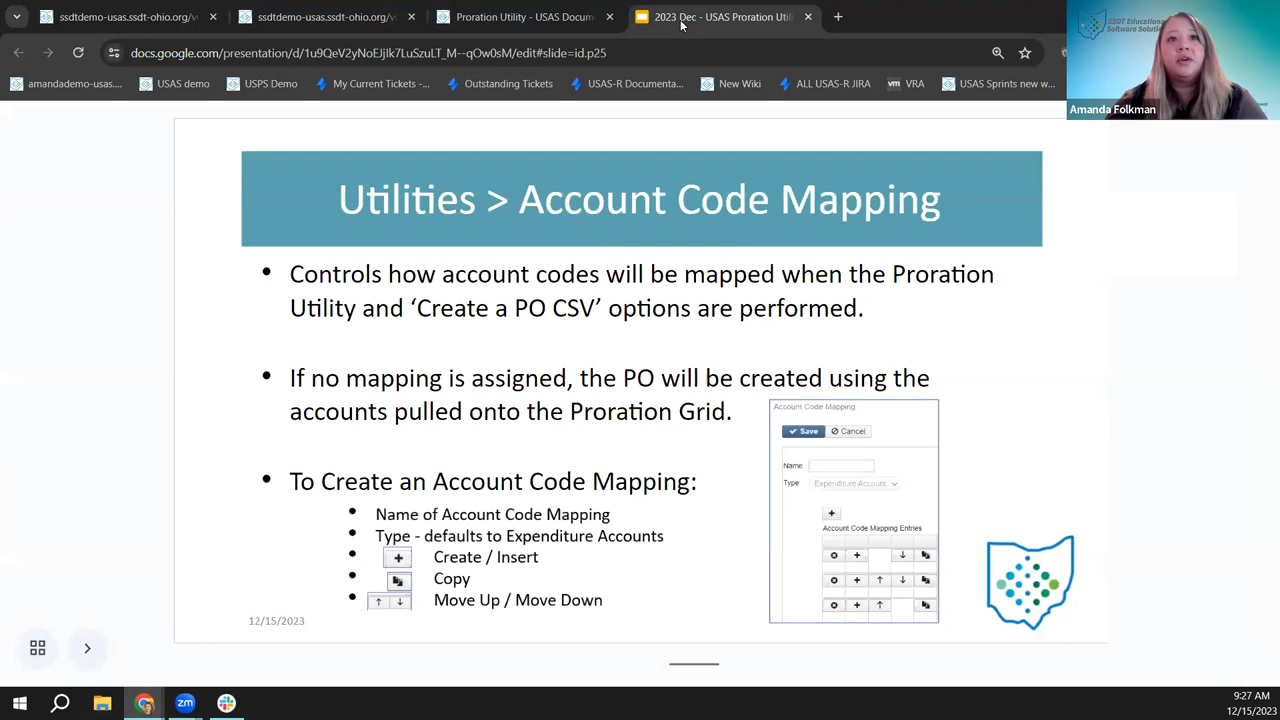 ssdtdemo-usas.ssdt-ohio.org/v
ssdtdemo-usas.ssdt-ohio.org/v
Proration Utility - USAS Docum
2023 Dec - USAS Proration Util
docs.google.com/presentation/d/1u9QeV2yNoEJjlk7LuSzuLT_M--qOw0sM/edit#slide=id.p25
amandademo-usas....
USAS demo
USPS Demo
My Current Tickets -...
Outstanding Tickets
USAS-R Documenta...
New Wiki
ALL USAS-R JIRA
VRA
USAS Sprints new w...
SSDT Educational
Software Solutions
Amanda Folkman
Utilities > Account Code Mapping
• Controls how account codes will be mapped when the Proration
Utility and ‘Create a PO CSV’ options are performed.
• If no mapping is assigned, the PO will be created using the
accounts pulled onto the Proration Grid.
• To Create an Account Code Mapping:
• Name of Account Code Mapping
• Type - defaults to Expenditure Accounts
• Create / Insert
• Copy
• Move Up / Move Down
Account Code Mapping
Save Cancel
Name
Type Expenditure Account
Account Code Mapping Entries
12/15/2023
zm
9:27 AM
12/15/2023